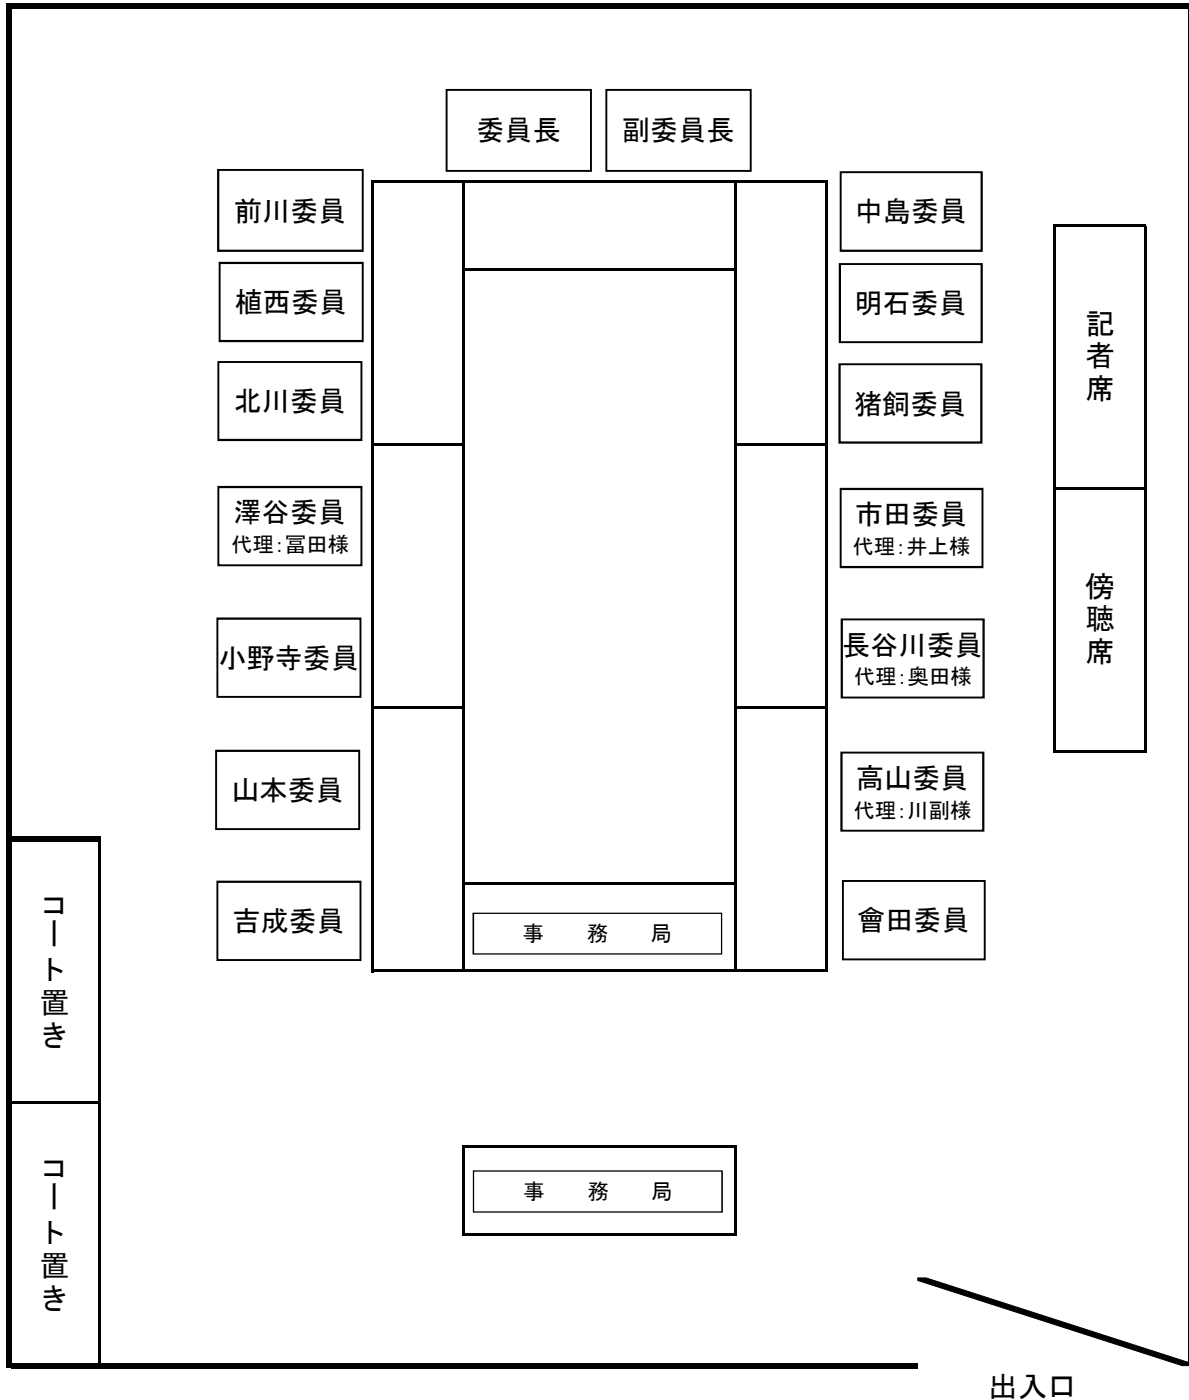 委員長
副委員長
前川委員
中島委員
植西委員
明石委員
北川委員
猪飼委員
記者席
澤谷委員
代理:冨田様
市田委員
代理:井上様
傍聴席
小野寺委員
長谷川委員
代理:奥田様
山本委員
高山委員
代理:川副様
吉成委員
事 務 局
會田委員
コート置き
コート置き
事 務 局
出入口